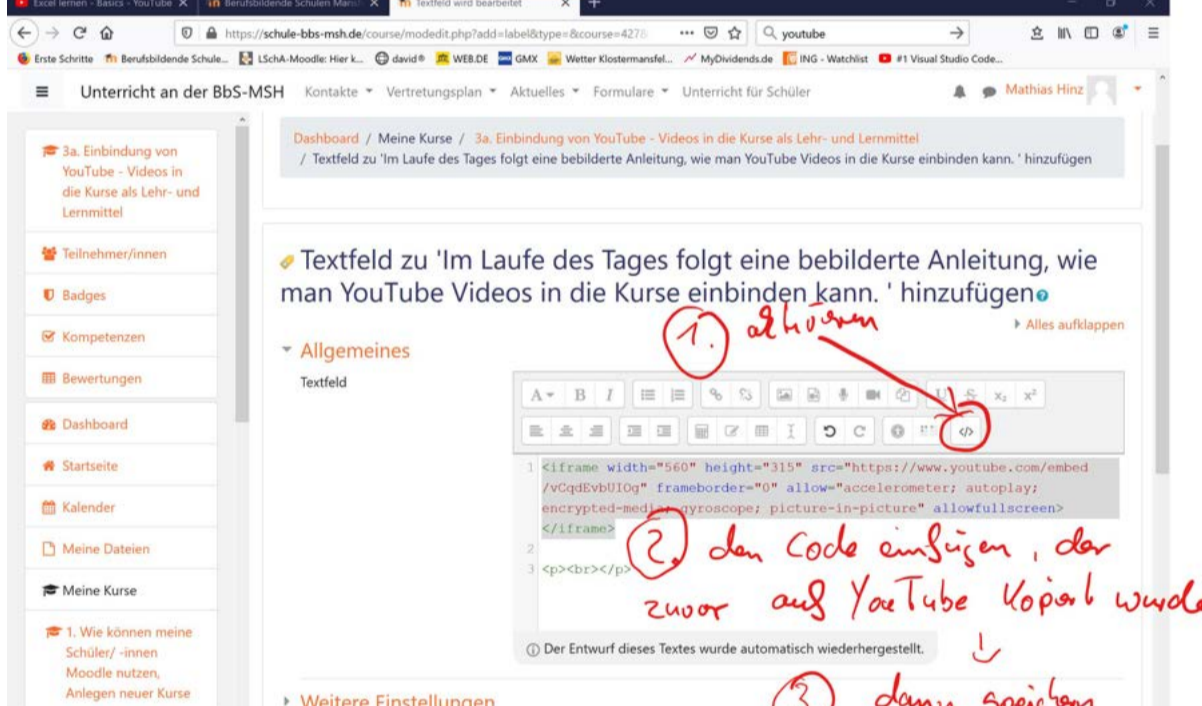 Excel lernen - Basics - YouTube X
Berufsbildende Schulen Mansf X
Textfeld wird bearbeitet X +
https://schule-bbs-msh.de/course/modedit.php?add=label&type=&course=4278
youtube
Erste Schritte Berufsbildende Schule... LSchA-Moodle: Hier k... david® WEB.DE GMX Wetter Klostermansfel... MyDividends.de ING - Watchlist #1 Visual Studio Code...
Unterricht an der BbS-MSH Kontakte Vertretungsplan Aktuelles Formulare Unterricht für Schüler Mathias Hinz
3a. Einbindung von
YouTube - Videos in
die Kurse als Lehr- und
Lernmittel
Teilnehmer/innen
Badges
Kompetenzen
Bewertungen
Dashboard
Startseite
Kalender
Meine Dateien
Meine Kurse
1. Wie können meine
Schüler/ -innen
Moodle nutzen,
Anlegen neuer Kurse
Dashboard / Meine Kurse / 3a. Einbindung von YouTube - Videos in die Kurse als Lehr- und Lernmittel
/ Textfeld zu 'Im Laufe des Tages folgt eine bebilderte Anleitung, wie man YouTube Videos in die Kurse einbinden kann. ' hinzufügen
Textfeld zu 'Im Laufe des Tages folgt eine bebilderte Anleitung, wie
man YouTube Videos in die Kurse einbinden kann. ' hinzufügen
1. aktivieren
Alles aufklappen
Allgemeines
Textfeld
A B I U S x₂ x²
</>
1 <iframe width="560" height="315" src="https://www.youtube.com/embed
/vCqdEvbUIOg" frameborder="0" allow="accelerometer; autoplay;
encrypted-media; gyroscope; picture-in-picture" allowfullscreen>
</iframe>
2
3 <p><br></p>
2. den Code einfügen, der
zuvor auf YouTube kopiert wurde
Der Entwurf dieses Textes wurde automatisch wiederhergestellt.
Weitere Einstellungen
3 dann speichern